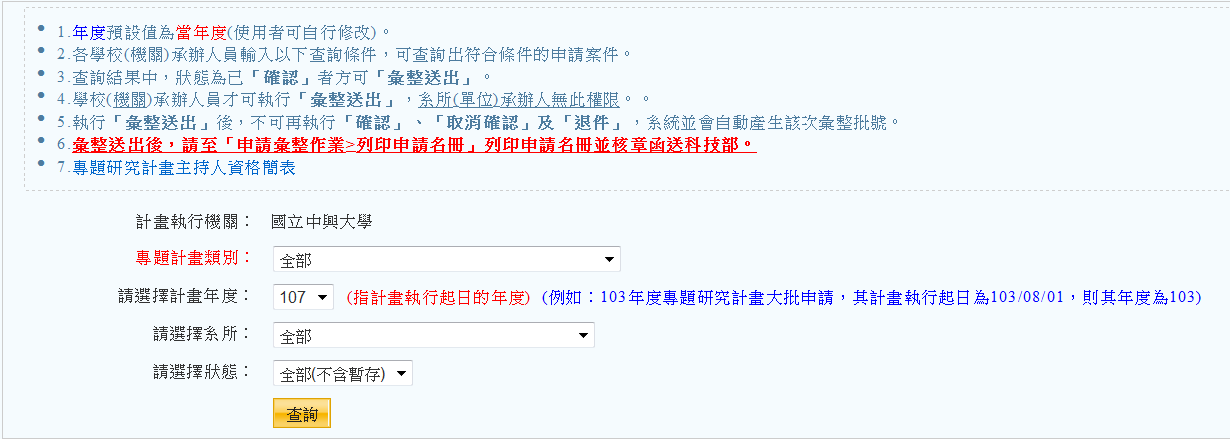 1.年度預設值為當年度(使用者可自行修改)。
2.各學校(機關)承辦人員輸入以下查詢條件，可查詢出符合條件的申請案件。
3.查詢結果中，狀態為已「確認」者方可「彙整送出」。
4.學校(機關)承辦人員才可執行「彙整送出」，系所(單位)承辦人無此權限。。
5.執行「彙整送出」後，不可再執行「確認」、「取消確認」及「退件」，系統並會自動產生該次彙整批號。
6.彙整送出後，請至「申請彙整作業>列印申請名冊」列印申請名冊並核章函送科技部。
7.專題研究計畫主持人資格簡表
計畫執行機關： 國立中興大學
專題計畫類別： 全部
請選擇計畫年度： 107 (指計畫執行起日的年度) (例如：103年度專題研究計畫大批申請，其計畫執行起日為103/08/01，則其年度為103)
請選擇系所： 全部
請選擇狀態： 全部(不含暫存)
查詢